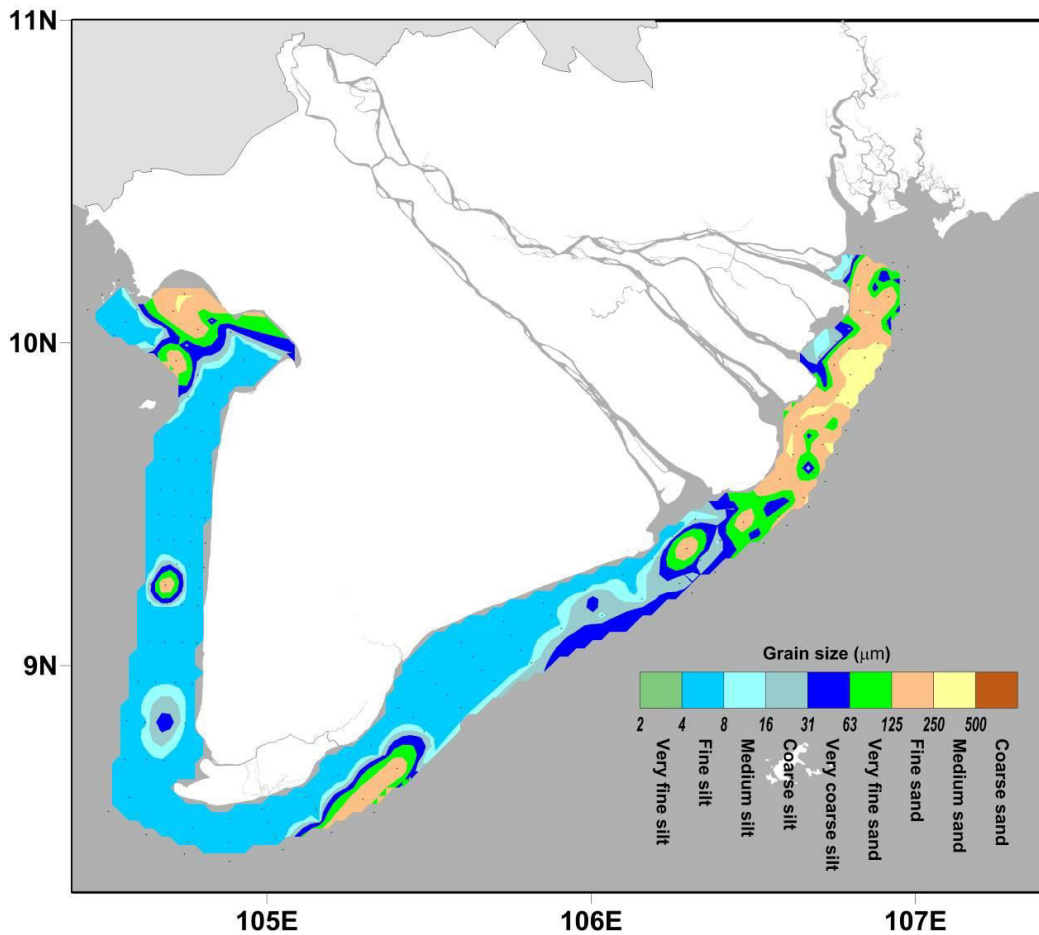 11N
10N
9N
Grain size (μm)
2 4 8 16 31 63 125 250 500
Very fine silt
Fine silt
Medium silt
Coarse silt
Very coarse silt
Very fine sand
Fine sand
Medium sand
Coarse sand
105E 106E 107E